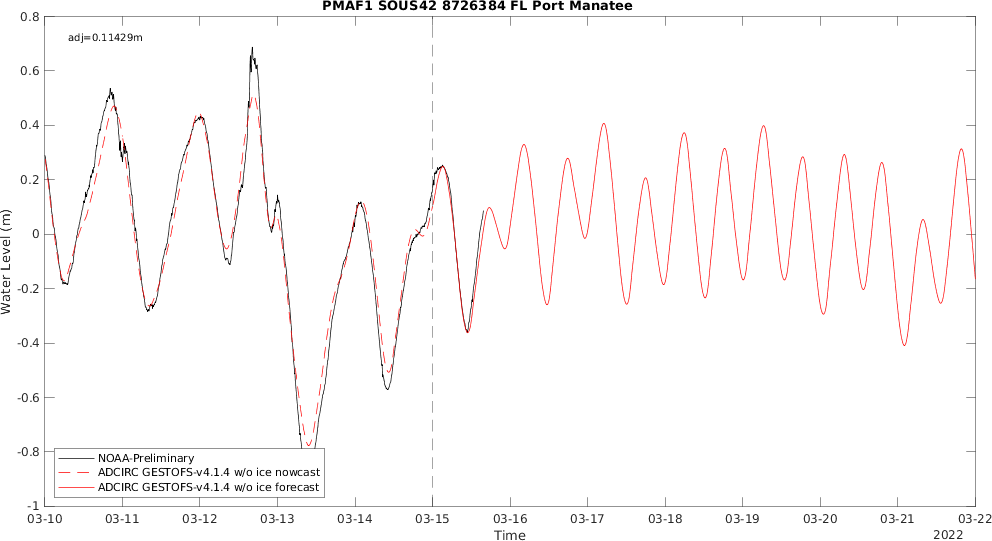 PMAF1 SOUS42 8726384 FL Port Manatee
adj=0.11429m
0.8
0.6
0.4
0.2
0
-0.2
-0.4
-0.6
-0.8
-1
Water Level (m)
NOAA-Preliminary
ADCIRC GESTOFS-v4.1.4 w/o ice nowcast
ADCIRC GESTOFS-v4.1.4 w/o ice forecast
03-10 03-11 03-12 03-13 03-14 03-15 03-16 03-17 03-18 03-19 03-20 03-21 03-22
Time
2022